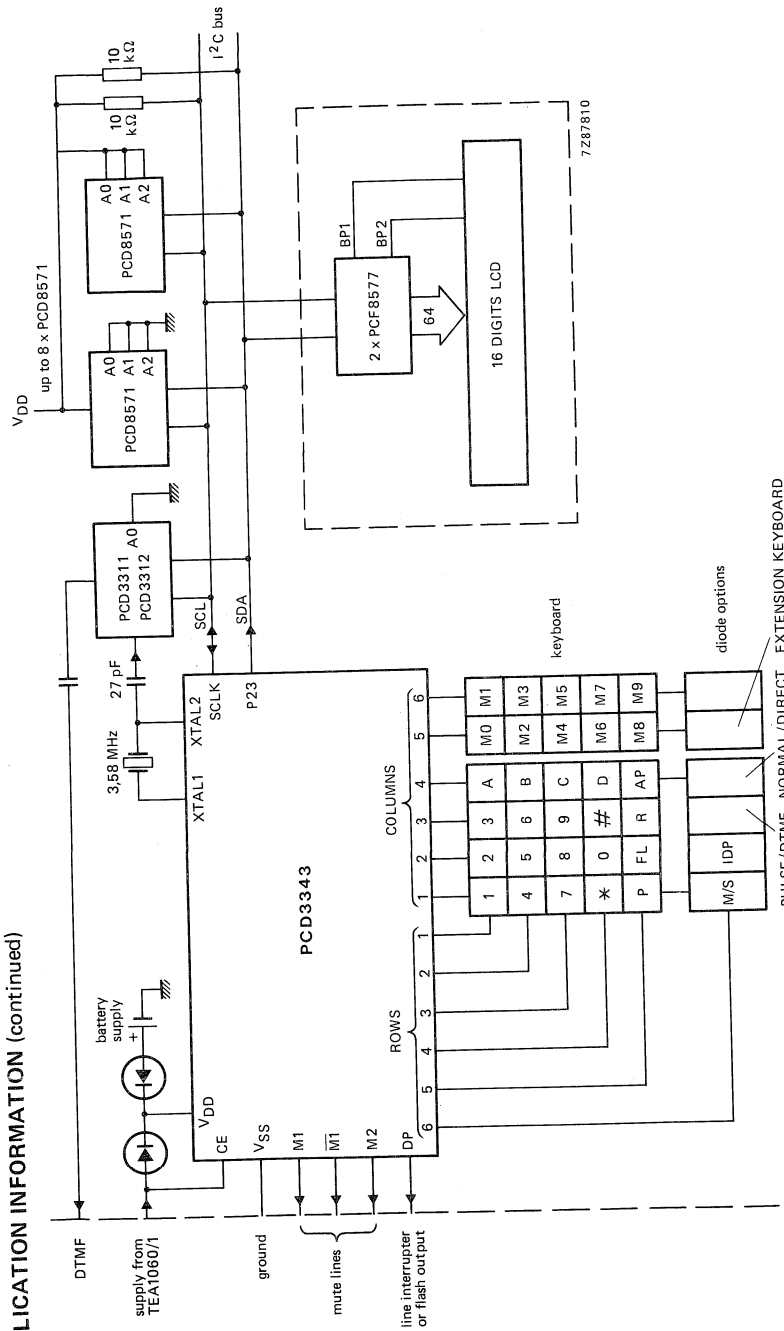 LICATION INFORMATION (continued)
DTMF
supply from
TEA1060/1
ground
mute lines
line interrupter
or flash output
battery
supply
+
VDD
CE
VSS
M1
M1
M2
DP
3,58 MHz
27 pF
XTAL1
XTAL2
SCLK
P23
SCL
SDA
PCD3343
PCD3311
PCD3312
A0
VDD
up to 8 x PCD8571
PCD8571
A0
A1
A2
PCD8571
A0
A1
A2
10
kΩ
10
kΩ
I²C bus
2 x PCF8577
BP1
BP2
64
16 DIGITS LCD
7Z87810
ROWS
6 5 4 3 2 1
COLUMNS
1 2 3 4 5 6
1 2 3 A M0 M1
4 5 6 B M2 M3
7 8 9 C M4 M5
* 0 # D M6 M7
P FL R AP M8 M9
keyboard
M/S IDP
diode options
PULSE/DTMF NORMAL/DIRECT EXTENSION KEYBOARD